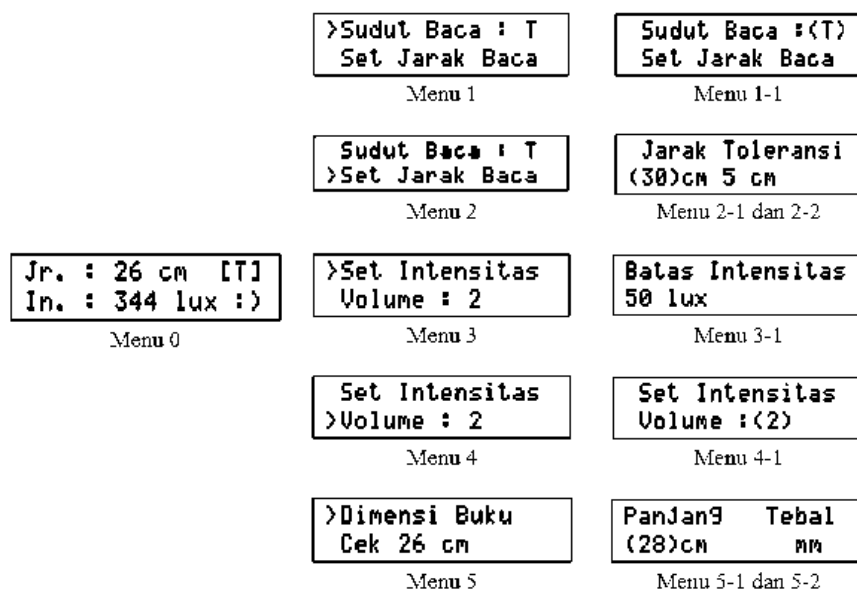 >Sudut Baca : T
Set Jarak Baca
Menu 1
Sudut Baca :(T)
Set Jarak Baca
Menu 1-1
Sudut Baca : T
>Set Jarak Baca
Menu 2
Jarak Toleransi
(30)cm 5 cm
Menu 2-1 dan 2-2
Jr. : 26 cm [T]
In. : 344 lux :)
Menu 0
>Set Intensitas
Volume : 2
Menu 3
Batas Intensitas
50 lux
Menu 3-1
Set Intensitas
>Volume : 2
Menu 4
Set Intensitas
Volume :(2)
Menu 4-1
>Dimensi Buku
Cek 26 cm
Menu 5
Panjang Tebal
(28)cm mm
Menu 5-1 dan 5-2